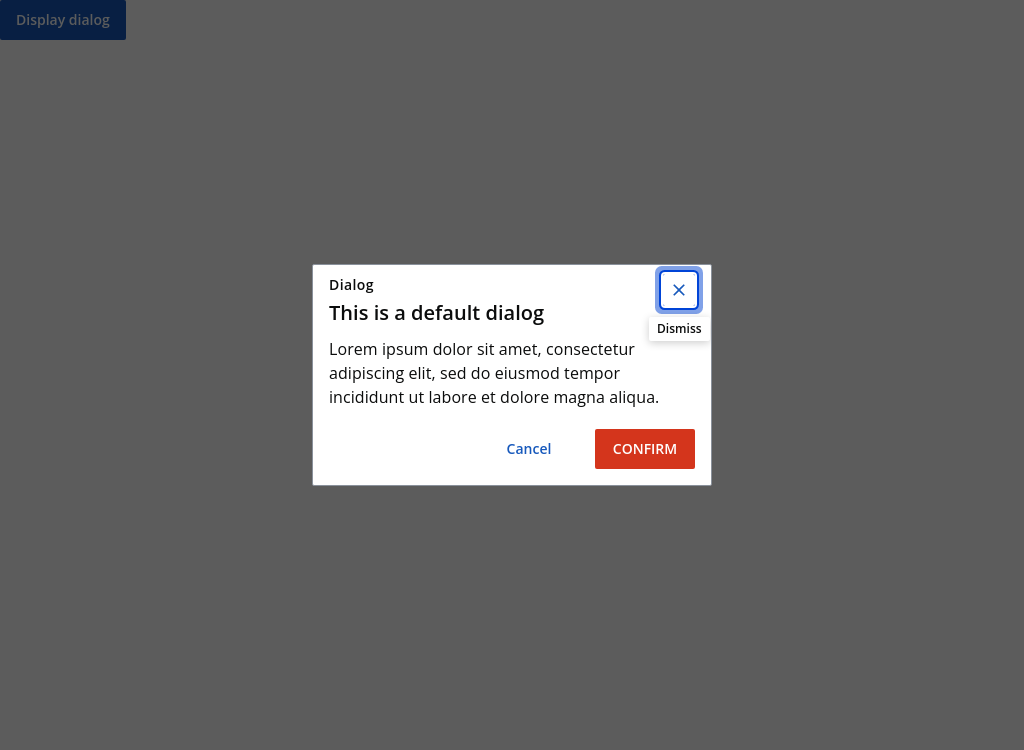 Display dialog
Dialog
This is a default dialog
Dismiss
Lorem ipsum dolor sit amet, consectetur
adipiscing elit, sed do eiusmod tempor
incididunt ut labore et dolore magna aliqua.
Cancel
CONFIRM